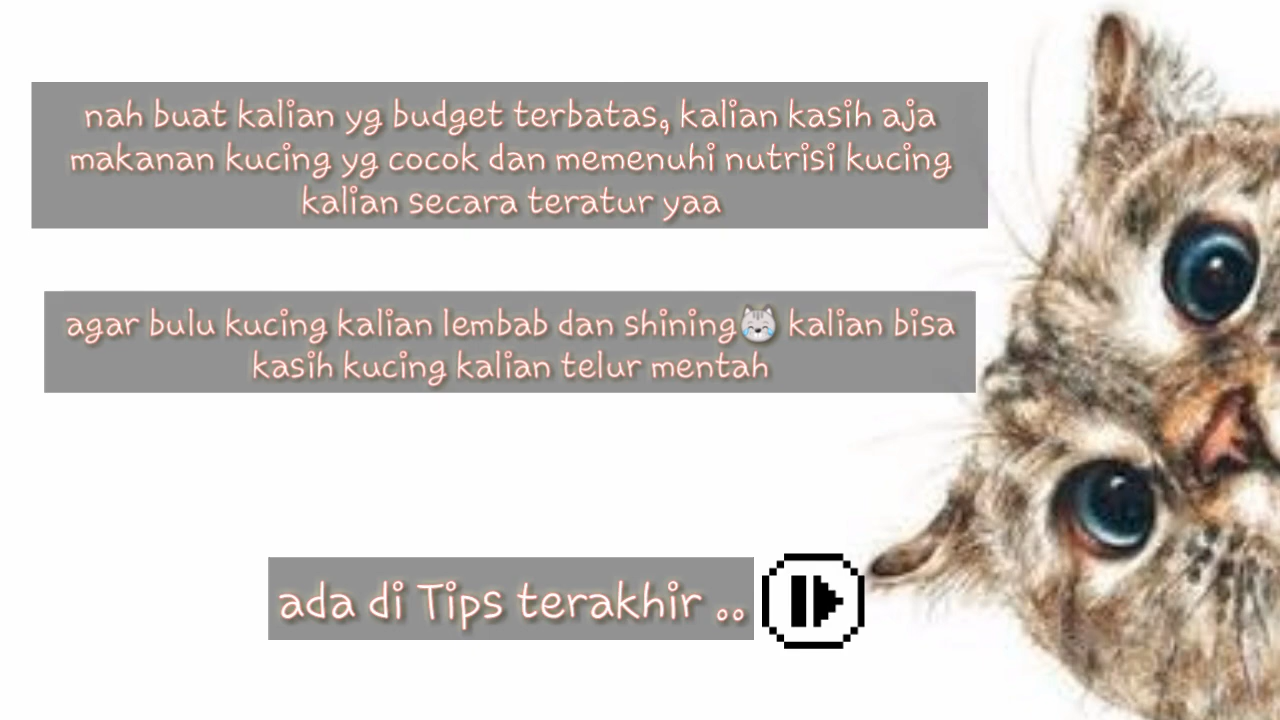 nah buat kalian yg budget terbatas, kalian kasih aja
makanan kucing yg cocok dan memenuhi nutrisi kucing
kalian secara teratur yaa
agar bulu kucing kalian lembab dan shining😹 kalian bisa
kasih kucing kalian telur mentah
ada di Tips terakhir ..